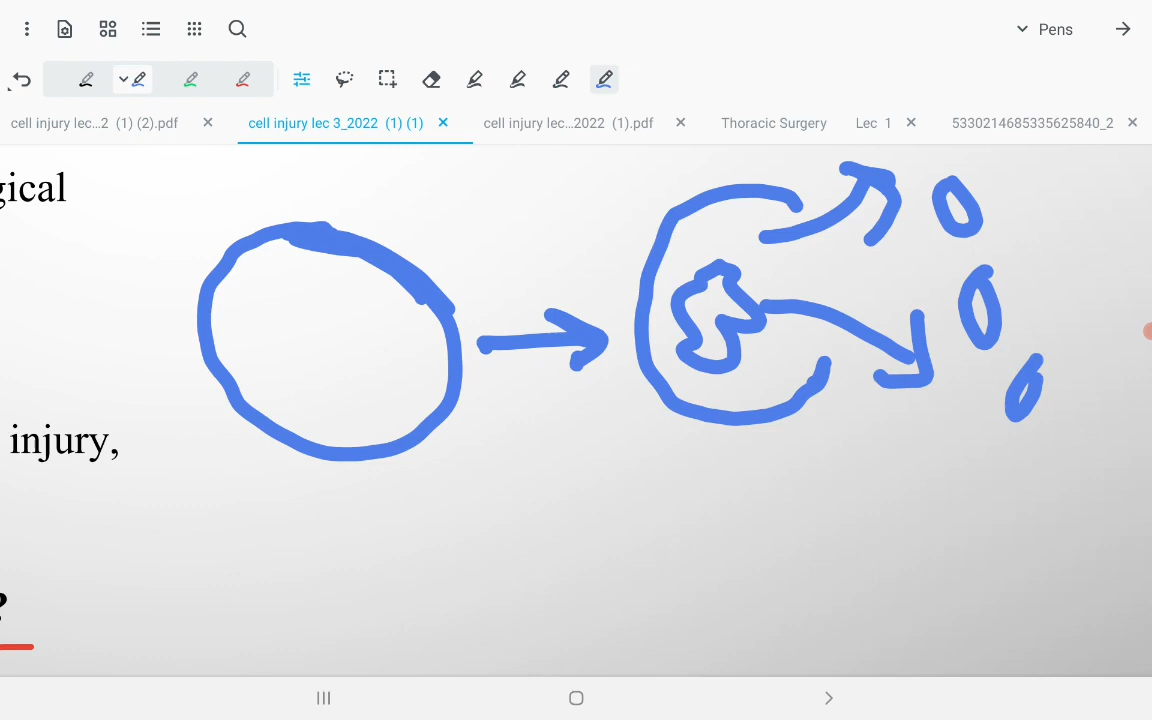 Pens
cell injury lec...2 (1) (2).pdf
cell injury lec 3_2022 (1) (1)
cell injury lec...2022 (1).pdf
Thoracic Surgery Lec 1
5330214685335625840_2
gical
injury,
?